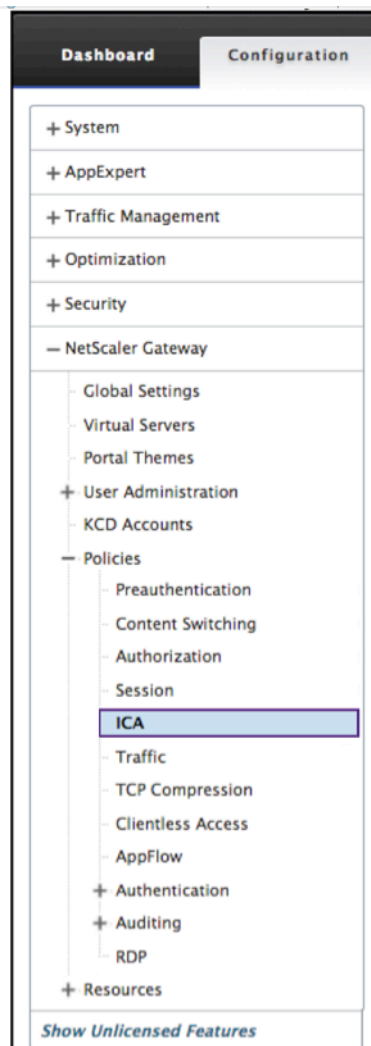 Dashboard Configuration
+ System
+ AppExpert
+ Traffic Management
+ Optimization
+ Security
− NetScaler Gateway
Global Settings
Virtual Servers
Portal Themes
+ User Administration
KCD Accounts
− Policies
Preauthentication
Content Switching
Authorization
Session
ICA
Traffic
TCP Compression
Clientless Access
AppFlow
+ Authentication
+ Auditing
RDP
+ Resources
Show Unlicensed Features